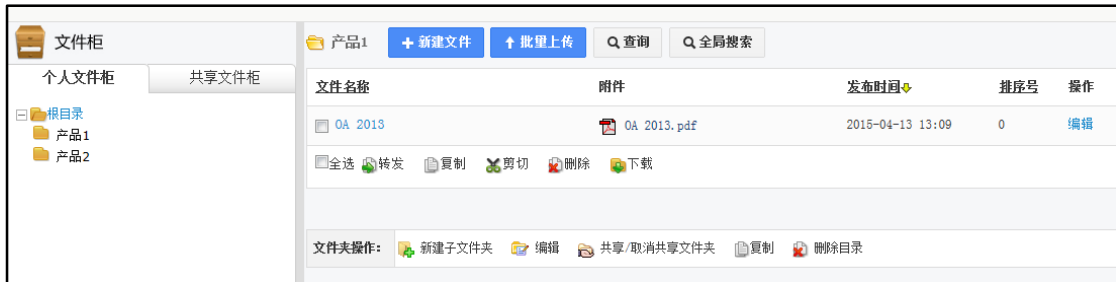 文件柜
个人文件柜 共享文件柜
根目录
产品1
产品2
产品1 新建文件 批里上传 查询 全局搜索
文件名称 附件 发布时间 排序号 操作
OA 2013 OA 2013.pdf 2015-04-13 13:09 0 编辑
全选 转发 复制 剪切 删除 下载
文件夹操作： 新建子文件夹 编辑 共享/取消共享文件夹 复制 删除目录